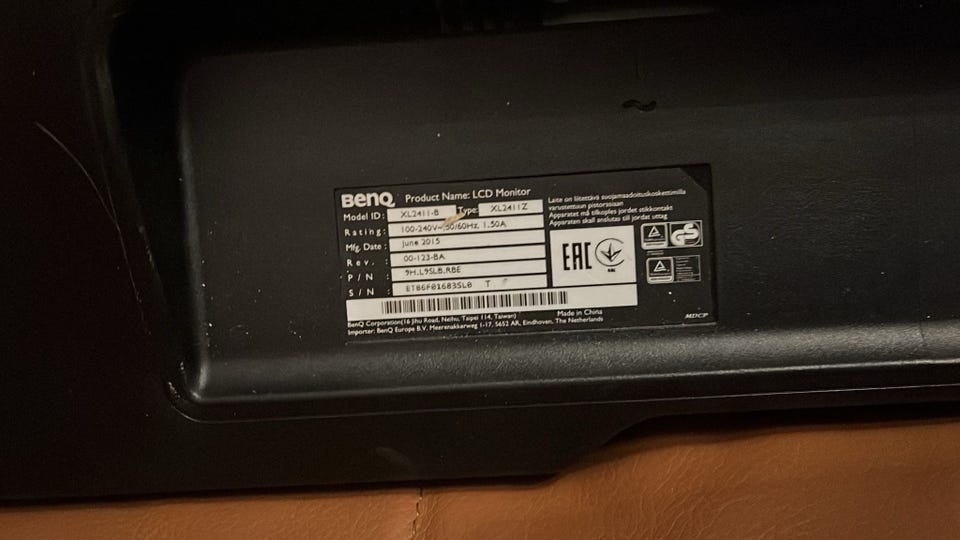 BenQ Product Name: LCD Monitor
Model ID: XL2411-B Type: XL2411Z
Rating: 100-240V~,50/60Hz, 1.50A
Mfg. Date: June 2015
Rev. : 00-123-BA
P/N : 9H.L9SLB.RBE
S/N : ET86F01683SL0 T
Laite on liitettävä suojamaadoituskoskettimilla
varustettuun pistorasiaan
Apparatet må tilkoples jordet stikkontakt
Apparaten skall anslutas till jordat uttag
EAC
BenQ Corporation(16 Jihu Road, Neihu, Taipei 114, Taiwan) Made in China
Importer: BenQ Europe B.V. Meerenakkerweg 1-17, 5652 AR, Eindhoven, The Netherlands
MDCP